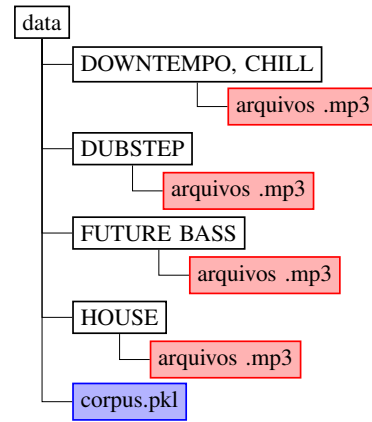 data
DOWNTEMPO, CHILL
arquivos .mp3
DUBSTEP
arquivos .mp3
FUTURE BASS
arquivos .mp3
HOUSE
arquivos .mp3
corpus.pkl